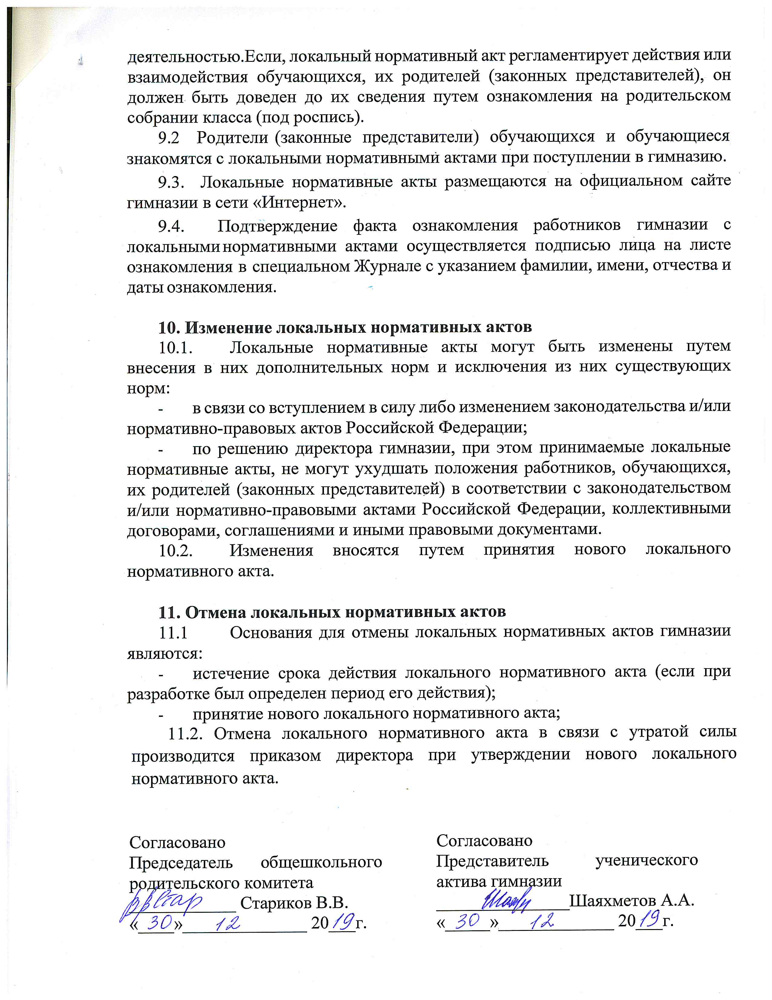 деятельностью.Если, локальный нормативный акт регламентирует действия или
взаимодействия обучающихся, их родителей (законных представителей), он
должен быть доведен до их сведения путем ознакомления на родительском
собрании класса (под роспись).
9.2 Родители (законные представители) обучающихся и обучающиеся
знакомятся с локальными нормативными актами при поступлении в гимназию.
9.3. Локальные нормативные акты размещаются на официальном сайте
гимназии в сети «Интернет».
9.4. Подтверждение факта ознакомления работников гимназии с
локальными нормативными актами осуществляется подписью лица на листе
ознакомления в специальном Журнале с указанием фамилии, имени, отчества и
даты ознакомления.
10. Изменение локальных нормативных актов
10.1. Локальные нормативные акты могут быть изменены путем
внесения в них дополнительных норм и исключения из них существующих
норм:
- в связи со вступлением в силу либо изменением законодательства и/или
нормативно-правовых актов Российской Федерации;
- по решению директора гимназии, при этом принимаемые локальные
нормативные акты, не могут ухудшать положения работников, обучающихся,
их родителей (законных представителей) в соответствии с законодательством
и/или нормативно-правовыми актами Российской Федерации, коллективными
договорами, соглашениями и иными правовыми документами.
10.2. Изменения вносятся путем принятия нового локального
нормативного акта.
11. Отмена локальных нормативных актов
11.1 Основания для отмены локальных нормативных актов гимназии
являются:
- истечение срока действия локального нормативного акта (если при
разработке был определен период его действия);
- принятие нового локального нормативного акта;
11.2. Отмена локального нормативного акта в связи с утратой силы
производится приказом директора при утверждении нового локального
нормативного акта.
Согласовано
Председатель общешкольного
родительского комитета
Стариков В.В.
«30» 12 2019г.
Согласовано
Представитель ученического
актива гимназии
Шаяхметов А.А.
«30» 12 2019г.